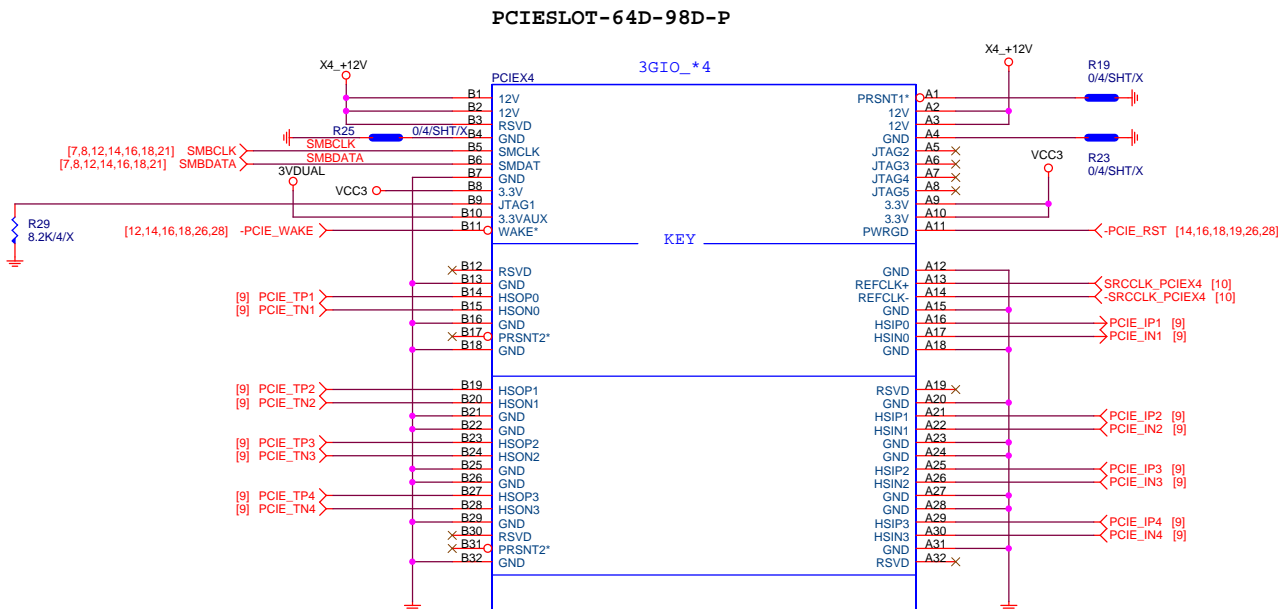 PCIESLOT-64D-98D-P
X4_+12V
3GIO_*4
X4_+12V
PCIEX4
R19
0/4/SHT/X
B1 12V PRSNT1* A1
B2 12V 12V A2
B3 RSVD 12V A3
R25 0/4/SHT/X B4 GND GND A4
[7,8,12,14,16,18,21] SMBCLK SMBCLK B5 SMCLK JTAG2 A5
[7,8,12,14,16,18,21] SMBDATA SMBDATA B6 SMDAT JTAG3 A6
R23
0/4/SHT/X
VCC3
3VDUAL B7 GND JTAG4 A7
VCC3 B8 3.3V JTAG5 A8
B9 JTAG1 3.3V A9
B10 3.3VAUX 3.3V A10
R29
8.2K/4/X
[12,14,16,18,26,28] -PCIE_WAKE B11 WAKE* PWRGD A11 -PCIE_RST [14,16,18,19,26,28]
KEY
B12 RSVD GND A12
B13 GND REFCLK+ A13 SRCCLK_PCIEX4 [10]
[9] PCIE_TP1 B14 HSOP0 REFCLK- A14 -SRCCLK_PCIEX4 [10]
[9] PCIE_TN1 B15 HSON0 GND A15
B16 GND HSIP0 A16 PCIE_IP1 [9]
B17 PRSNT2* HSIN0 A17 PCIE_IN1 [9]
B18 GND GND A18
[9] PCIE_TP2 B19 HSOP1 RSVD A19
[9] PCIE_TN2 B20 HSON1 GND A20
B21 GND HSIP1 A21 PCIE_IP2 [9]
B22 GND HSIN1 A22 PCIE_IN2 [9]
[9] PCIE_TP3 B23 HSOP2 GND A23
[9] PCIE_TN3 B24 HSON2 GND A24
B25 GND HSIP2 A25 PCIE_IP3 [9]
B26 GND HSIN2 A26 PCIE_IN3 [9]
[9] PCIE_TP4 B27 HSOP3 GND A27
[9] PCIE_TN4 B28 HSON3 GND A28
B29 GND HSIP3 A29 PCIE_IP4 [9]
B30 RSVD HSIN3 A30 PCIE_IN4 [9]
B31 PRSNT2* GND A31
B32 GND RSVD A32